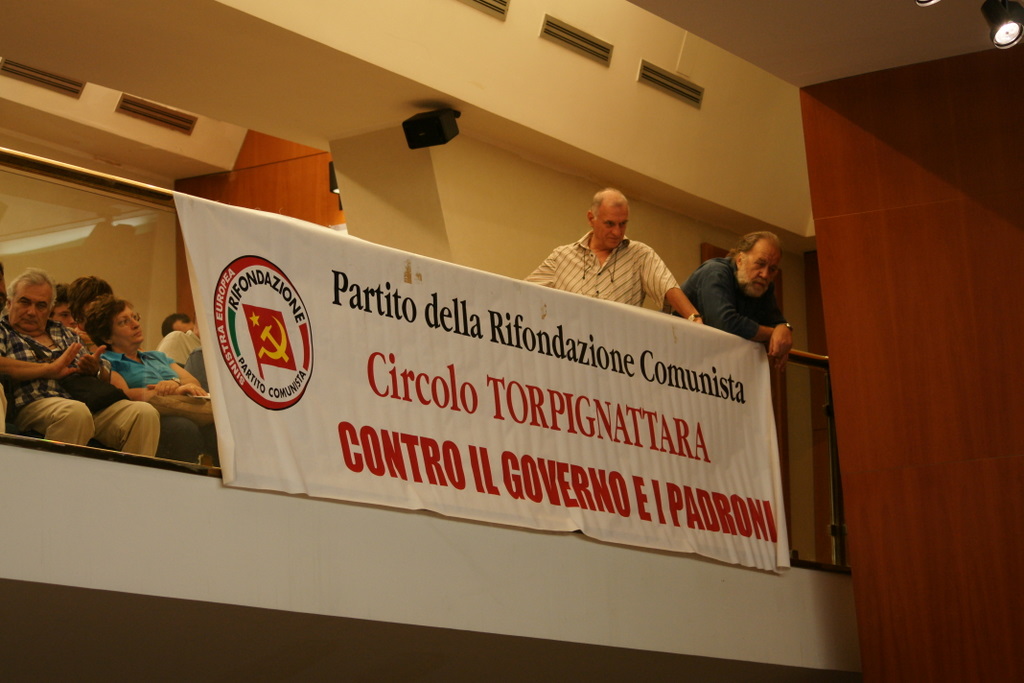 SINISTRA EUROPEA
RIFONDAZIONE
PARTITO COMUNISTA
Partito della Rifondazione Comunista
Circolo TORPIGNATTARA
CONTRO IL GOVERNO E I PADRONI